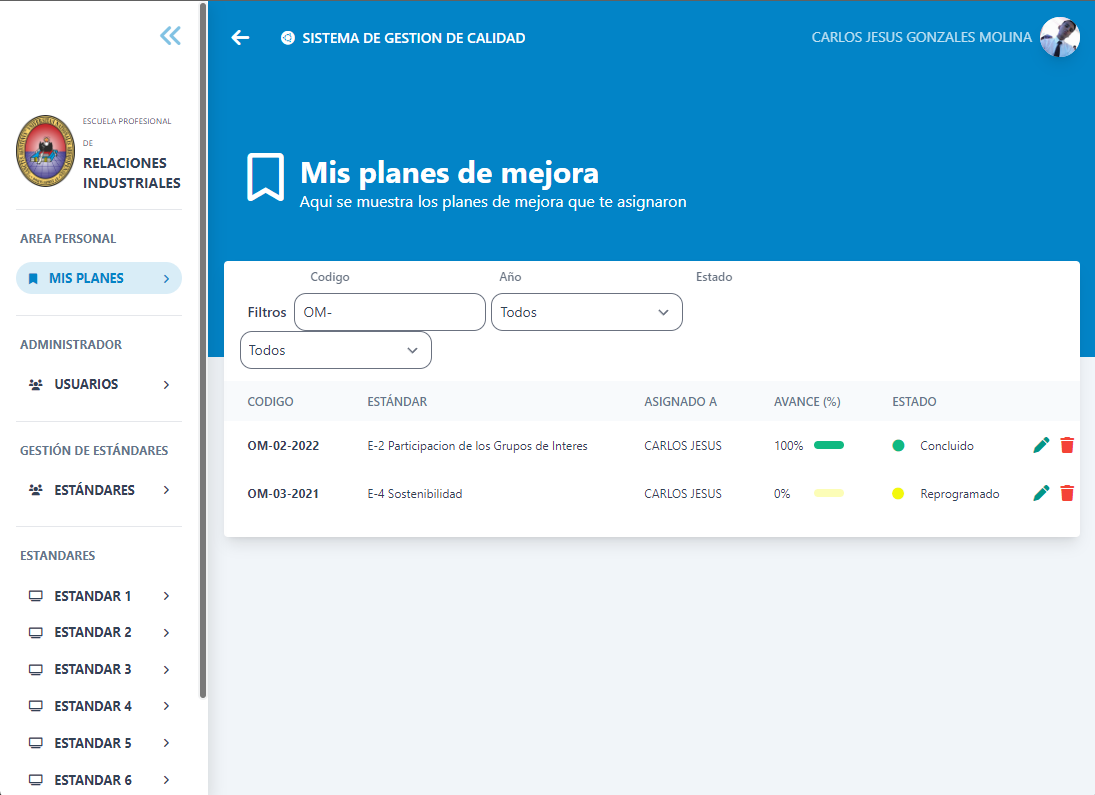 SISTEMA DE GESTION DE CALIDAD
CARLOS JESUS GONZALES MOLINA
ESCUELA PROFESIONAL
DE
RELACIONES
INDUSTRIALES
AREA PERSONAL
MIS PLANES
ADMINISTRADOR
USUARIOS
GESTIÓN DE ESTÁNDARES
ESTÁNDARES
ESTANDARES
ESTANDAR 1
ESTANDAR 2
ESTANDAR 3
ESTANDAR 4
ESTANDAR 5
ESTANDAR 6
Mis planes de mejora
Aqui se muestra los planes de mejora que te asignaron
Codigo Año Estado
Filtros OM- Todos
Todos
CODIGO ESTÁNDAR ASIGNADO A AVANCE (%) ESTADO
OM-02-2022 E-2 Participacion de los Grupos de Interes CARLOS JESUS 100% Concluido
OM-03-2021 E-4 Sostenibilidad CARLOS JESUS 0% Reprogramado